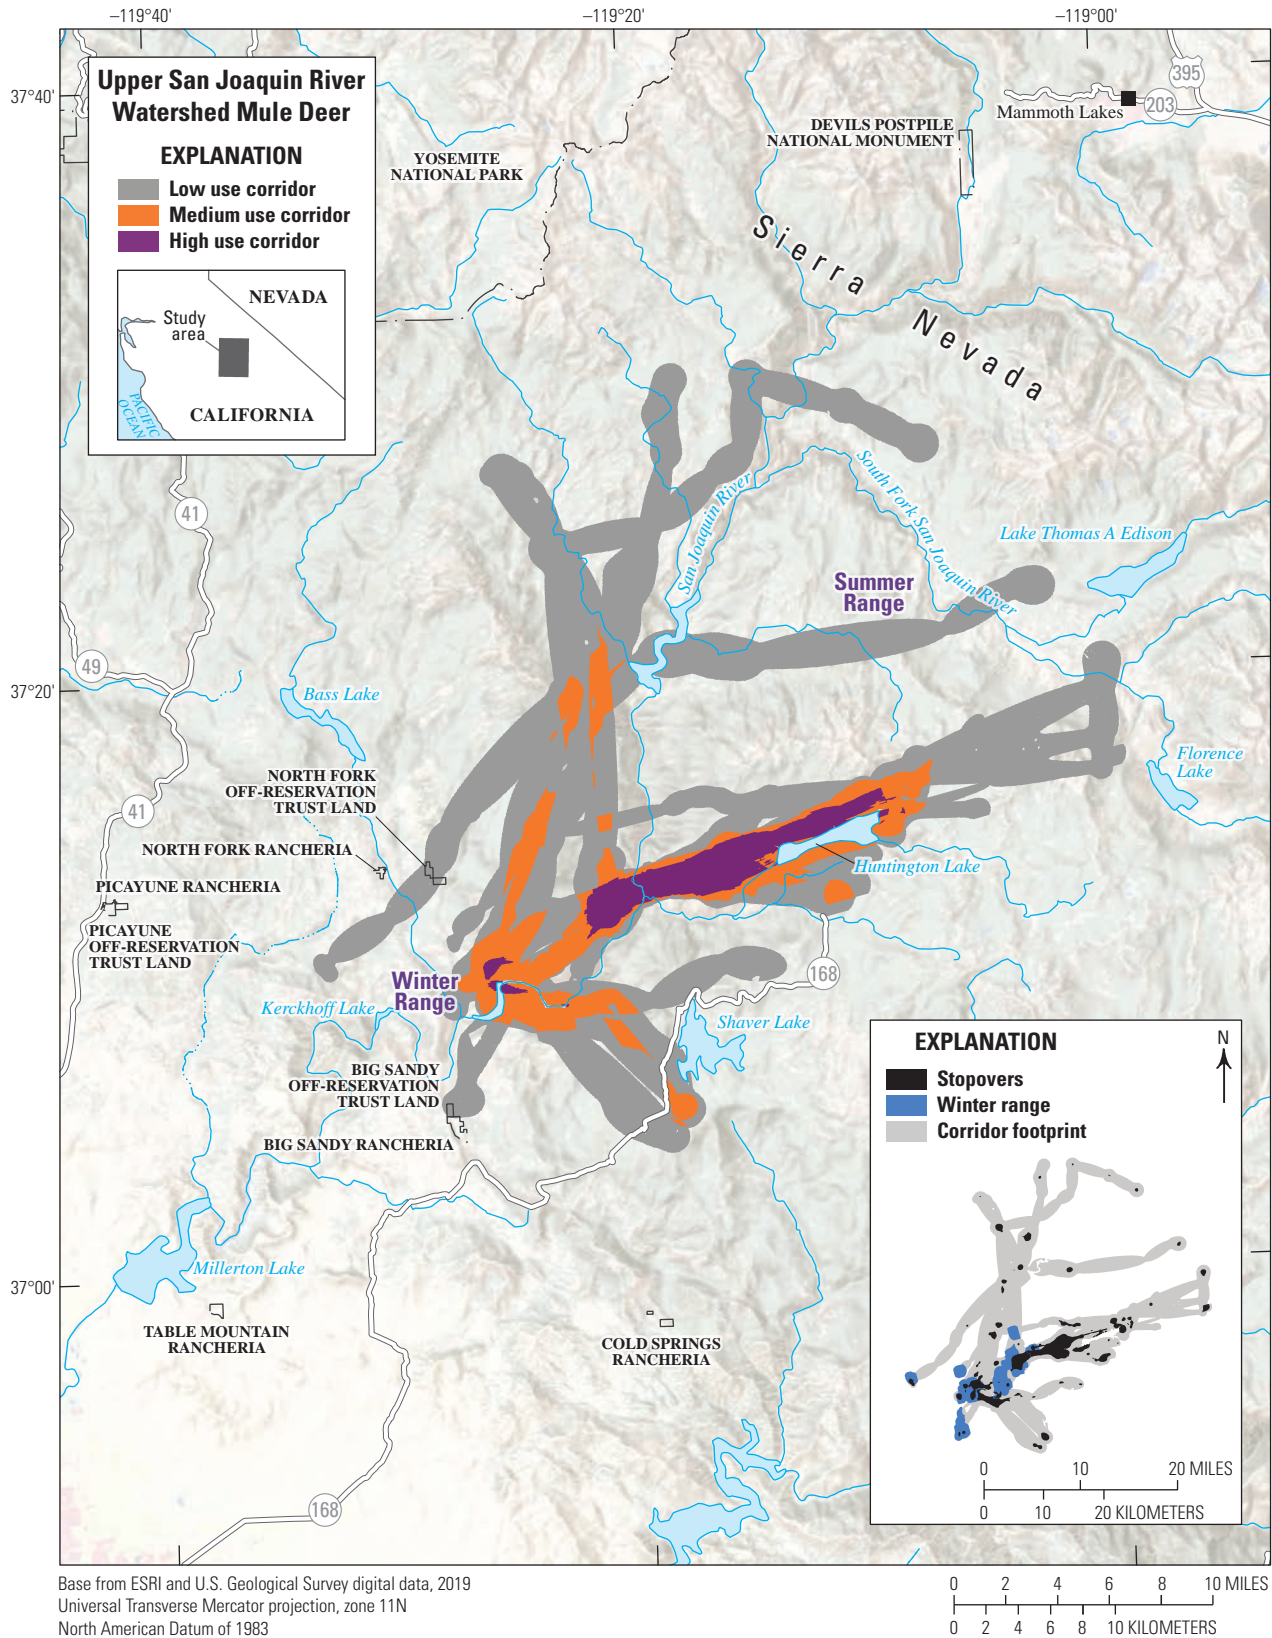 –119°40'
–119°20'
–119°00'
37°40'
37°20'
37°00'
Upper San Joaquin River
Watershed Mule Deer
EXPLANATION
Low use corridor
Medium use corridor
High use corridor
NEVADA
Study
area
CALIFORNIA
PACIFIC
OCEAN
YOSEMITE
NATIONAL PARK
DEVILS POSTPILE
NATIONAL MONUMENT
Mammoth Lakes
395
203
Sierra
Nevada
41
San Joaquin River
South Fork San Joaquin River
Lake Thomas A Edison
Summer
Range
49
Bass Lake
Florence
Lake
NORTH FORK
OFF-RESERVATION
TRUST LAND
41
NORTH FORK RANCHERIA
Huntington Lake
PICAYUNE RANCHERIA
PICAYUNE
OFF-RESERVATION
TRUST LAND
Winter
Range
168
Kerckhoff Lake
Shaver Lake
BIG SANDY
OFF-RESERVATION
TRUST LAND
BIG SANDY RANCHERIA
Millerton Lake
TABLE MOUNTAIN
RANCHERIA
COLD SPRINGS
RANCHERIA
168
EXPLANATION
N
Stopovers
Winter range
Corridor footprint
0 10 20 MILES
0 10 20 KILOMETERS
Base from ESRI and U.S. Geological Survey digital data, 2019
Universal Transverse Mercator projection, zone 11N
North American Datum of 1983
0 2 4 6 8 10 MILES
0 2 4 6 8 10 KILOMETERS